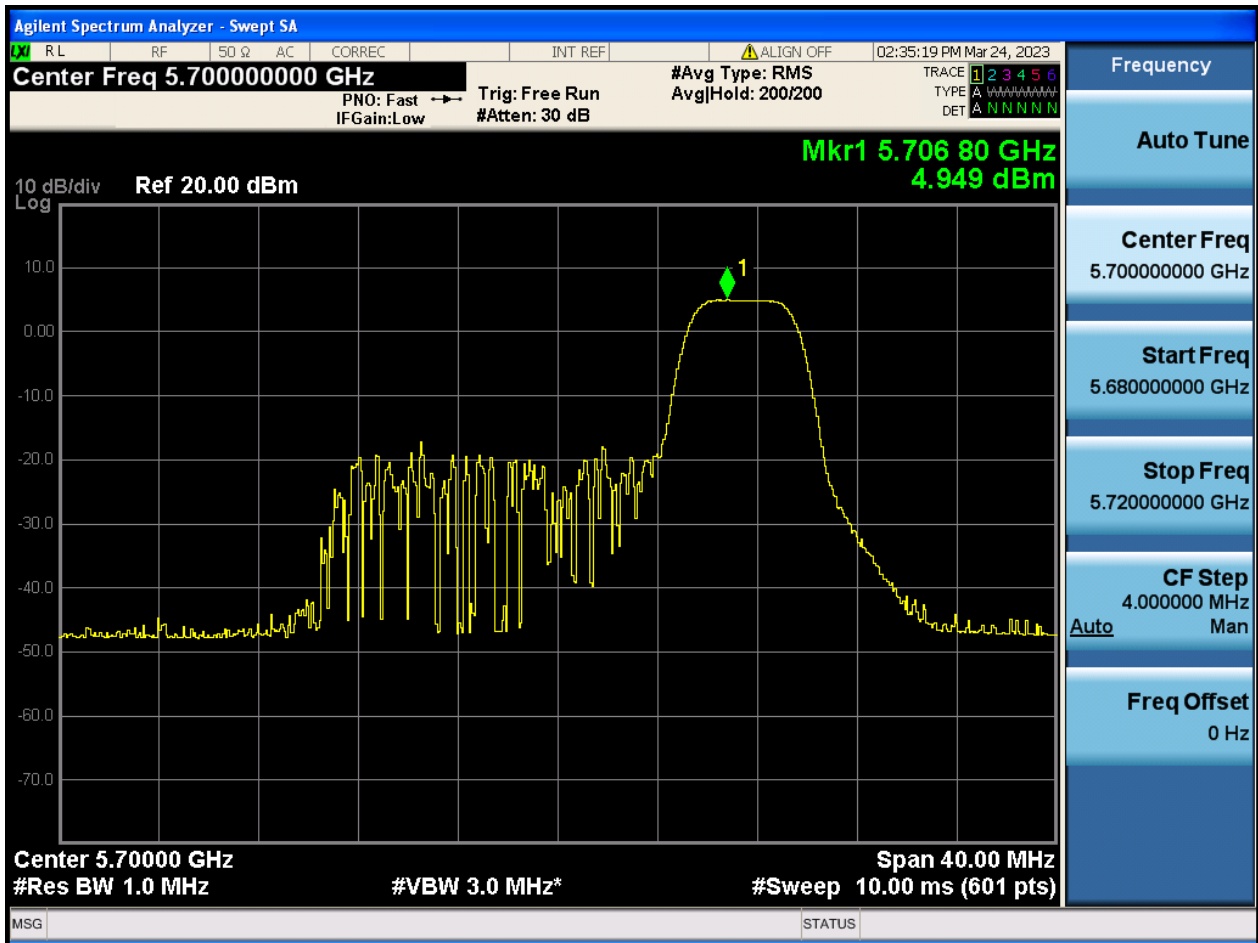 Agilent Spectrum Analyzer - Swept SA
LXI RL RF 50 Ω AC CORREC INT REF ALIGN OFF 02:35:19 PM Mar 24, 2023
Center Freq 5.700000000 GHz
PNO: Fast
IFGain:Low
Trig: Free Run
#Atten: 30 dB
#Avg Type: RMS
Avg|Hold: 200/200
TRACE 1 2 3 4 5 6
TYPE A WWWWW
DET A N N N N N
Mkr1 5.706 80 GHz
4.949 dBm
10 dB/div Ref 20.00 dBm
Log
10.0
0.00
-10.0
-20.0
-30.0
-40.0
-50.0
-60.0
-70.0
1
Center 5.70000 GHz Span 40.00 MHz
#Res BW 1.0 MHz #VBW 3.0 MHz* #Sweep 10.00 ms (601 pts)
MSG STATUS
Frequency
Auto Tune
Center Freq
5.700000000 GHz
Start Freq
5.680000000 GHz
Stop Freq
5.720000000 GHz
CF Step
4.000000 MHz
Auto Man
Freq Offset
0 Hz